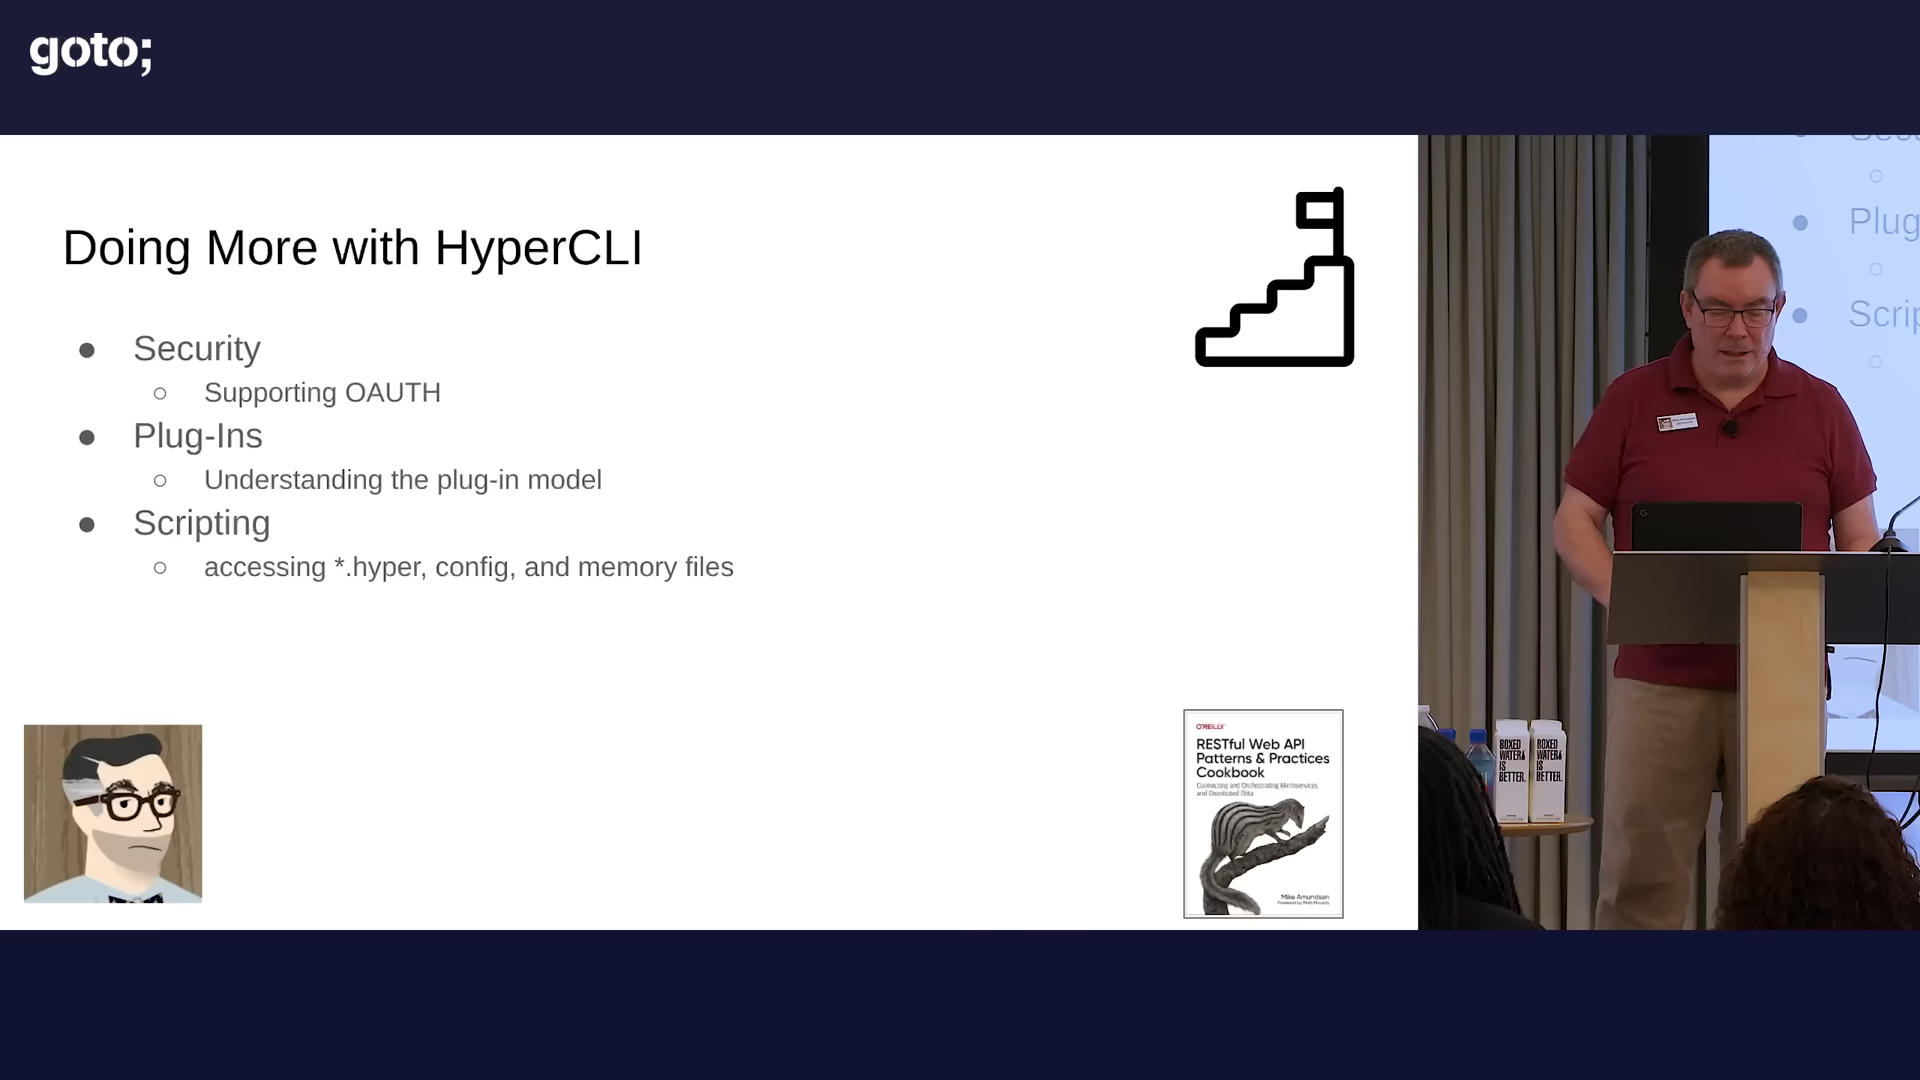 goto;
Doing More with HyperCLI
● Security
○ Supporting OAUTH
● Plug-Ins
○ Understanding the plug-in model
● Scripting
○ accessing *.hyper, config, and memory files
O'REILLY
RESTful Web API
Patterns & Practices
Cookbook
Connecting and Orchestrating Microservices
and Distributed Data
Mike Amundsen
Foreword by Matt McLarty
Plug
Scrip
G
BOXED
WATER
IS
BETTER.
BOXED
WATER
IS
BETTER.